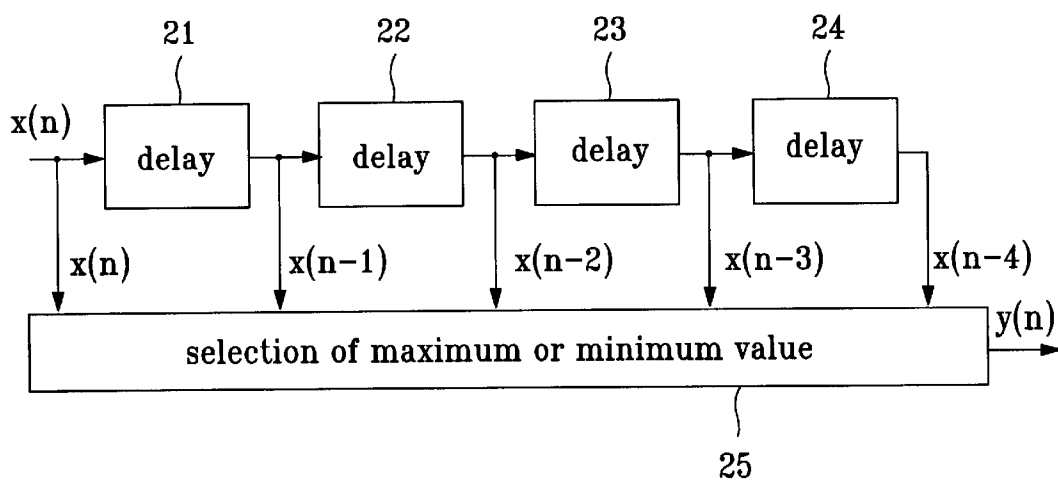 21 22 23 24
x(n)
delay delay delay delay
x(n) x(n-1) x(n-2) x(n-3) x(n-4)
y(n)
selection of maximum or minimum value
25